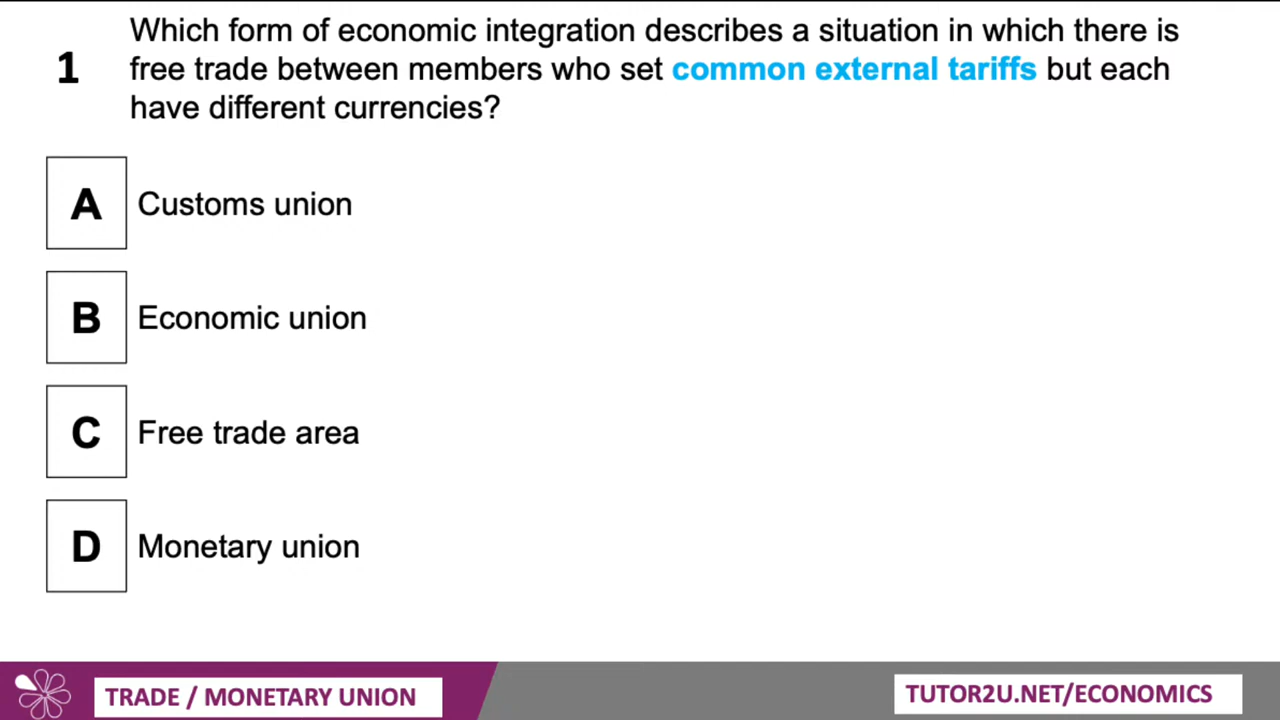 Which form of economic integration describes a situation in which there is
1 free trade between members who set common external tariffs but each
have different currencies?
A Customs union
B Economic union
C Free trade area
D Monetary union
TRADE / MONETARY UNION
TUTOR2U.NET/ECONOMICS